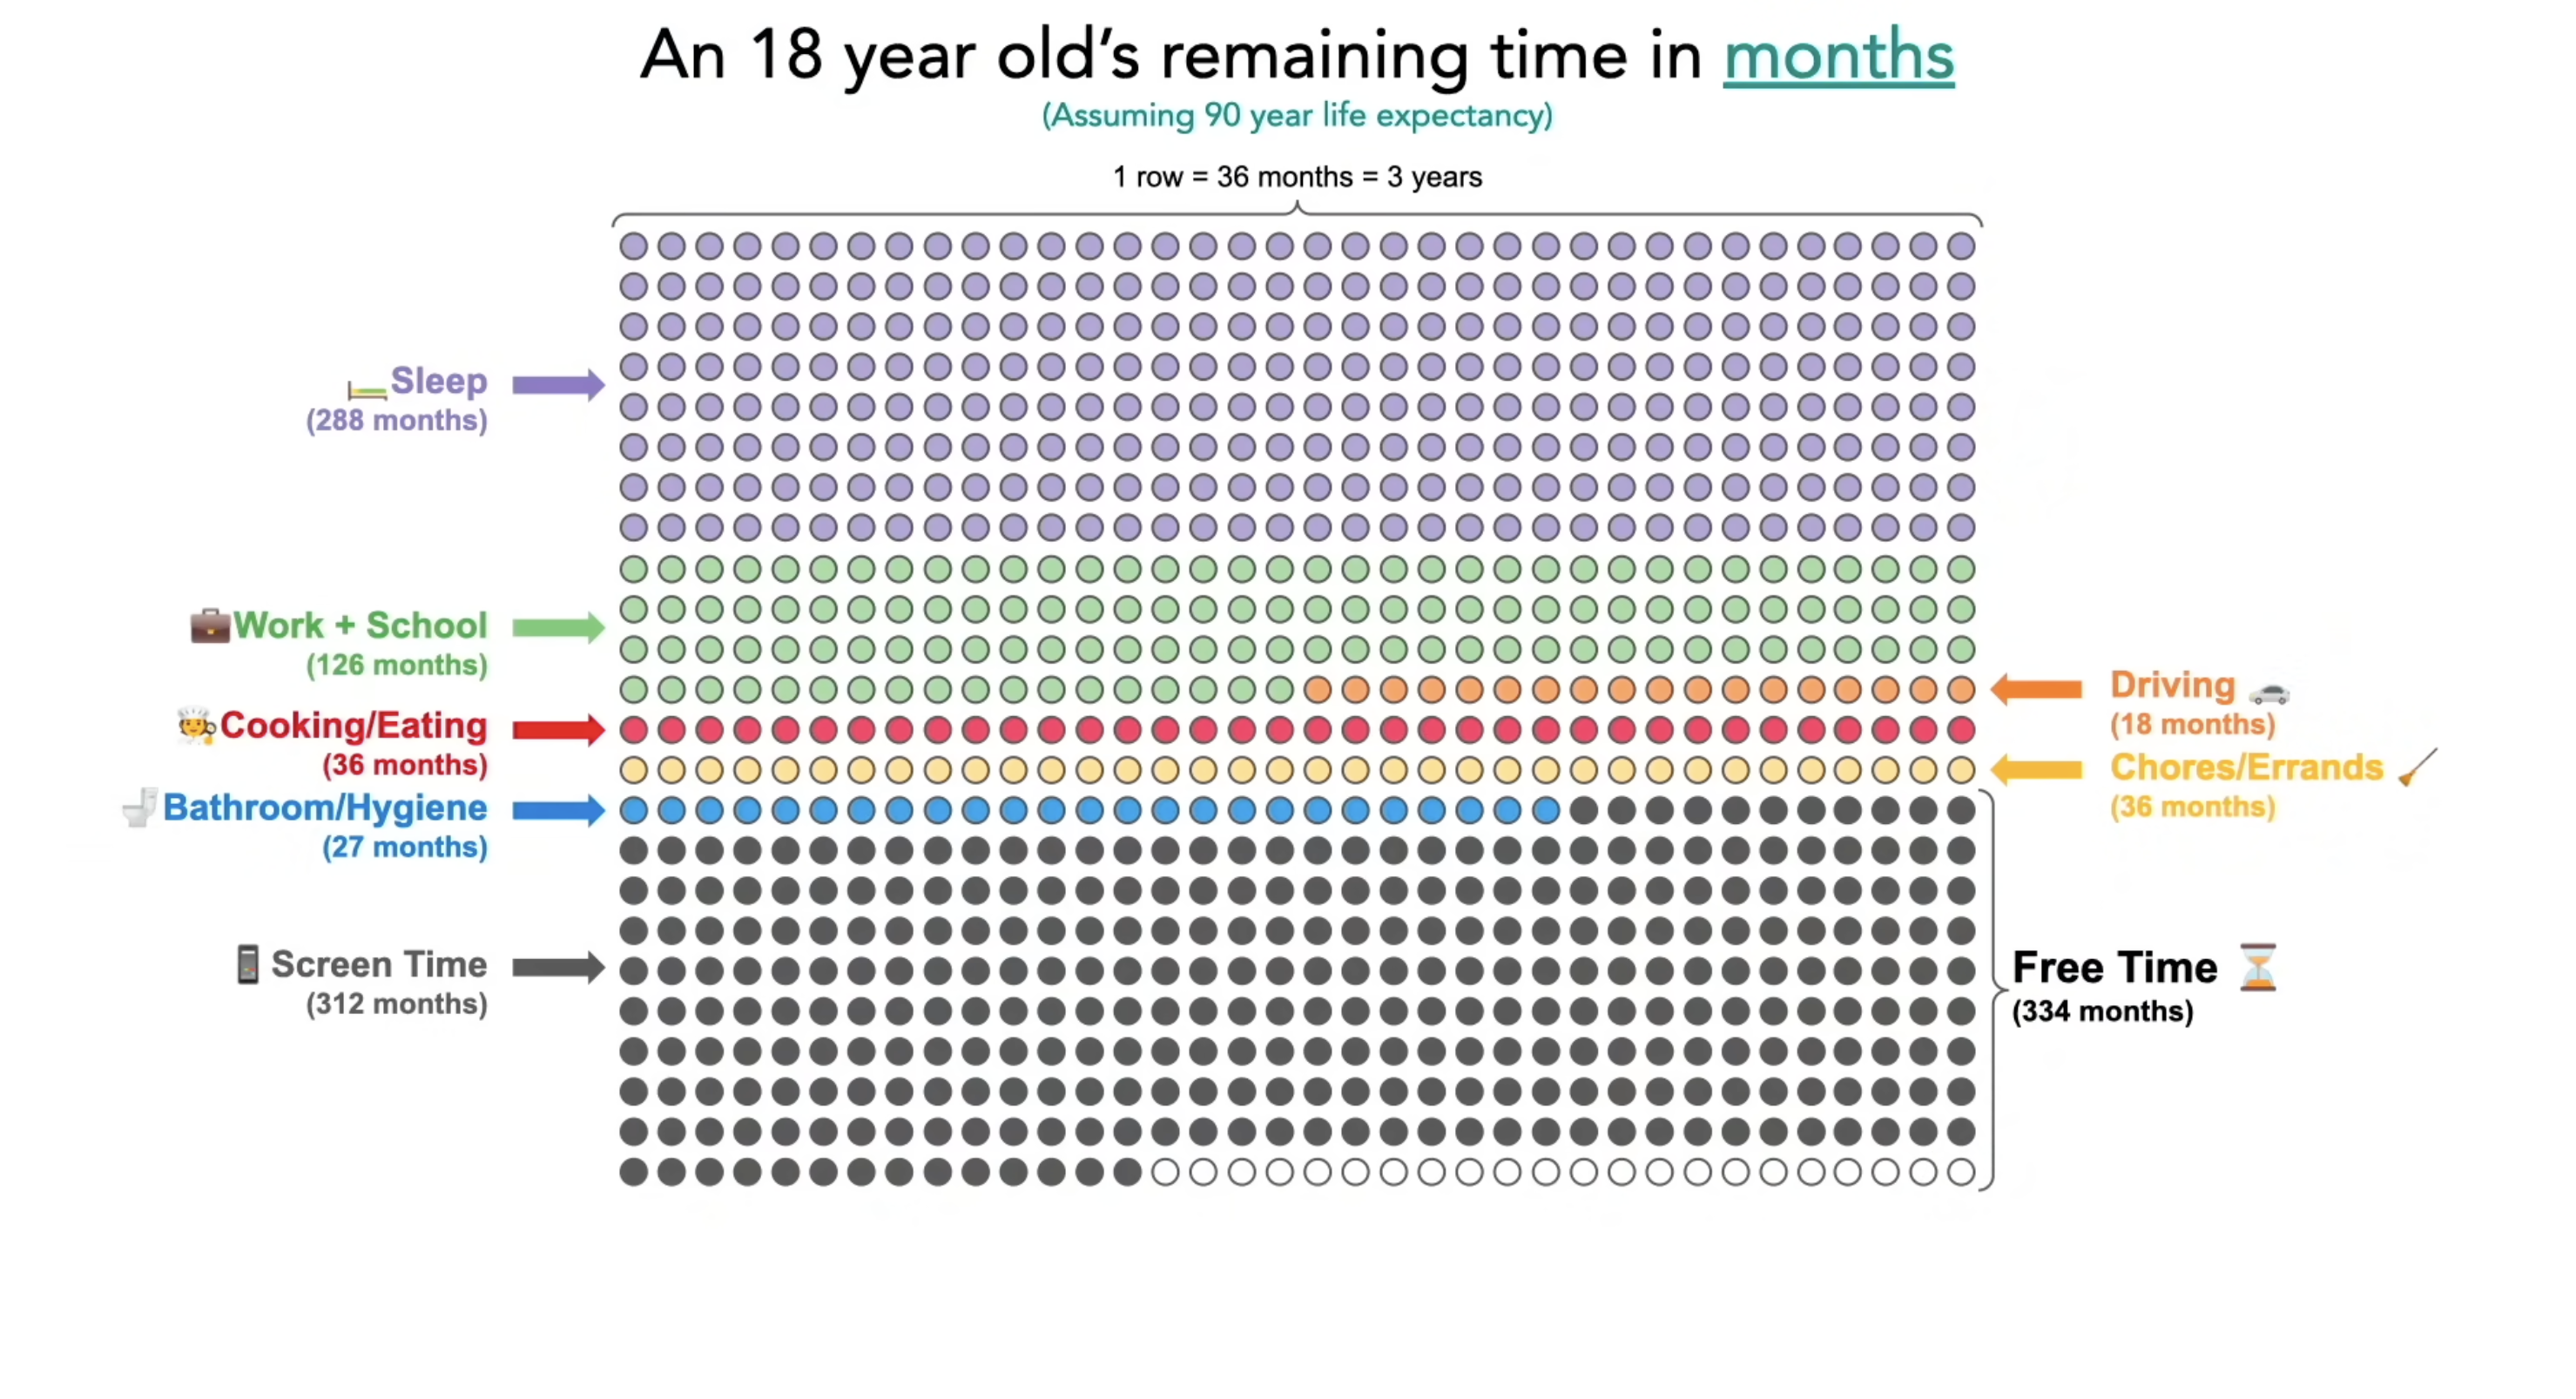 An 18 year old’s remaining time in months
(Assuming 90 year life expectancy)
1 row = 36 months = 3 years
Sleep
(288 months)
Work + School
(126 months)
Driving
(18 months)
Cooking/Eating
(36 months)
Chores/Errands
(36 months)
Bathroom/Hygiene
(27 months)
Screen Time
(312 months)
Free Time
(334 months)